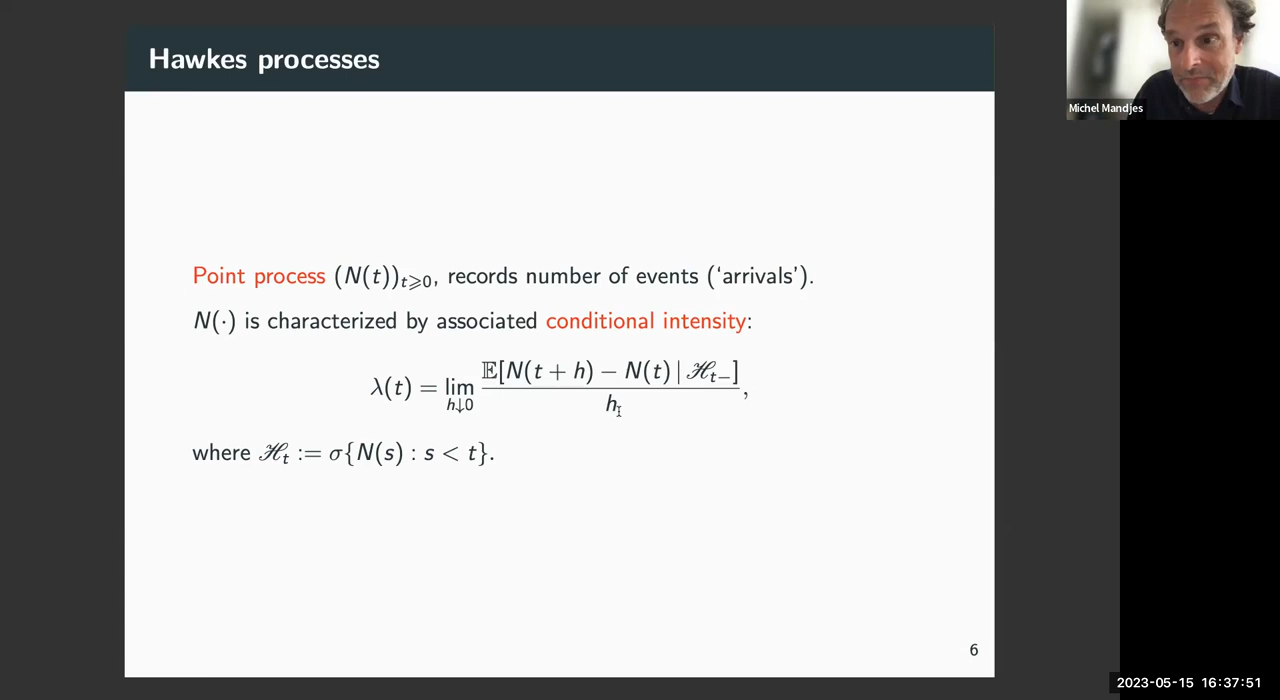 Hawkes processes
Michel Mandjes
Point process (N(t))_{t⩾0}, records number of events (‘arrivals’).
N(·) is characterized by associated conditional intensity:
λ(t) = lim_{h↓0} 𝔼[N(t + h) − N(t) | ℋ_{t−}] / h,
where ℋ_t := σ{N(s) : s < t}.
6
2023-05-15 16:37:51